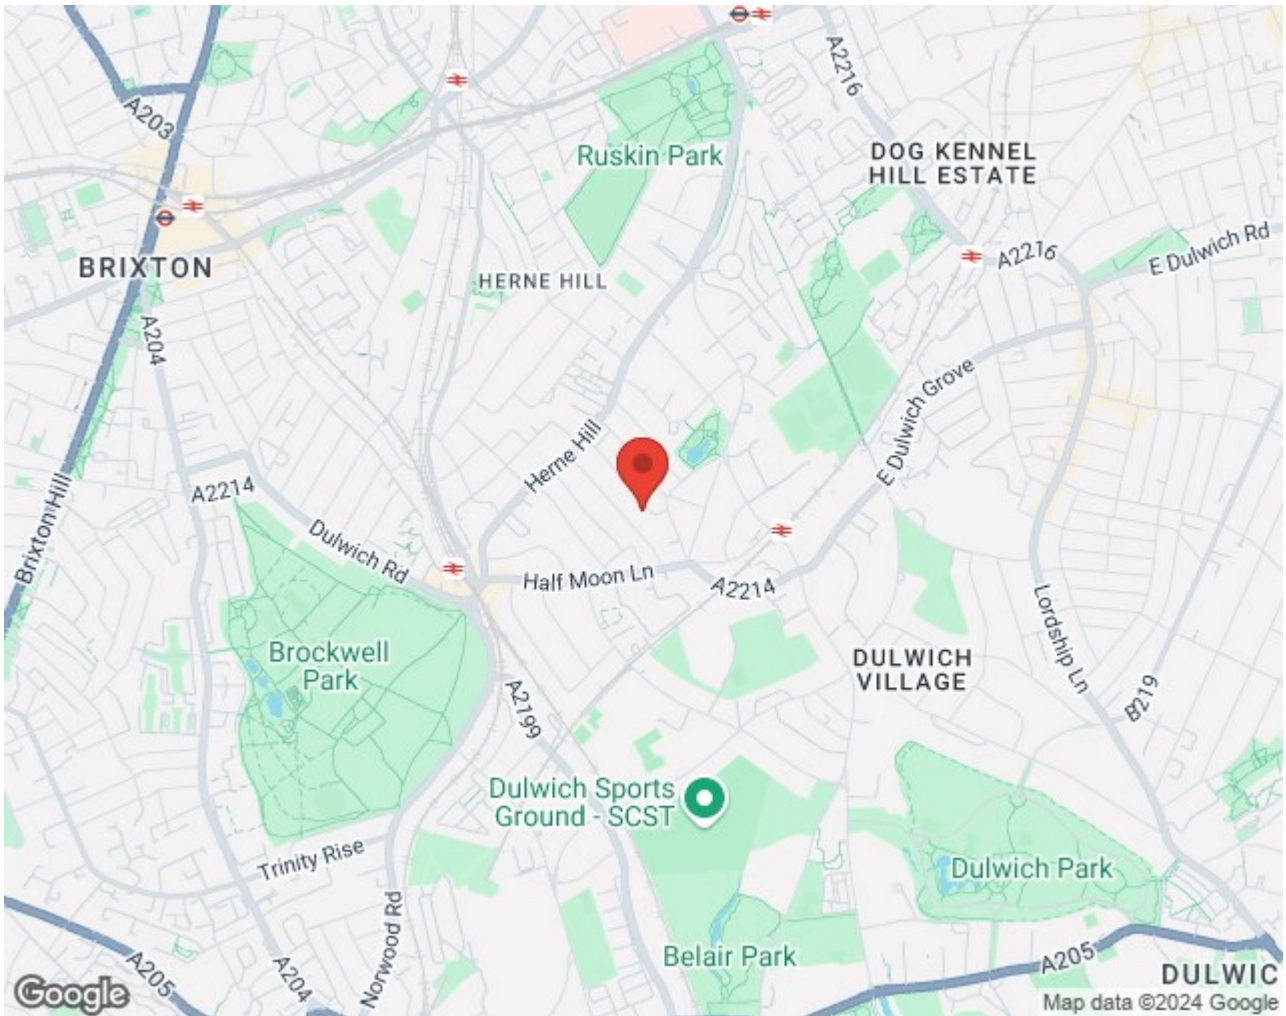 A203
A2216
Ruskin Park
DOG KENNEL
HILL ESTATE
BRIXTON
HERNE HILL
A2216
E Dulwich Rd
A204
E Dulwich Grove
Herne Hill
A2214
Brixton Hill
Dulwich Rd
Half Moon Ln
A2214
Lordship Ln
Brockwell
Park
DULWICH
VILLAGE
A2199
B219
Dulwich Sports
Ground - SCST
Trinity Rise
Dulwich Park
Norwood Rd
Belair Park
A205
A204
A205
DULWIC
Google
Map data ©2024 Google